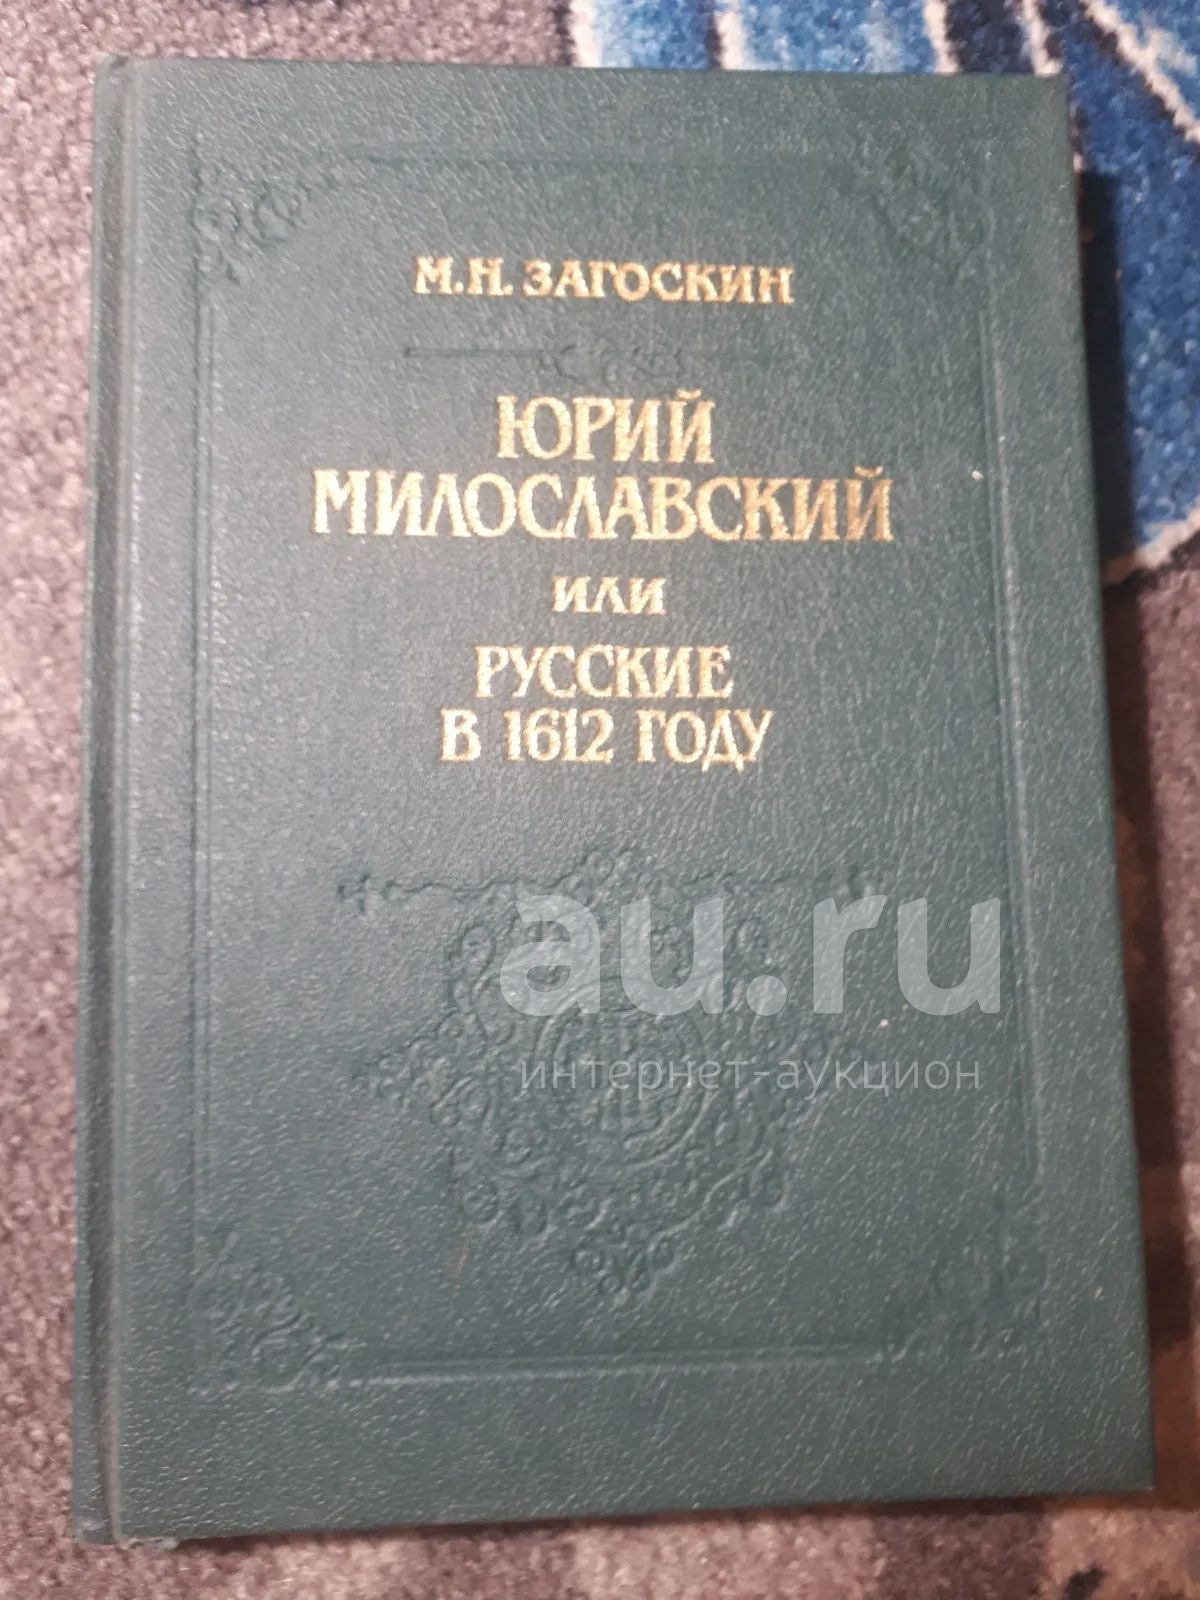 М.Н. ЗАГОСКИН
ЮРИЙ
МИЛОСЛАВСКИЙ
ИЛИ
РУССКИЕ
В 1612 ГОДУ
au.ru
интернет-аукцион